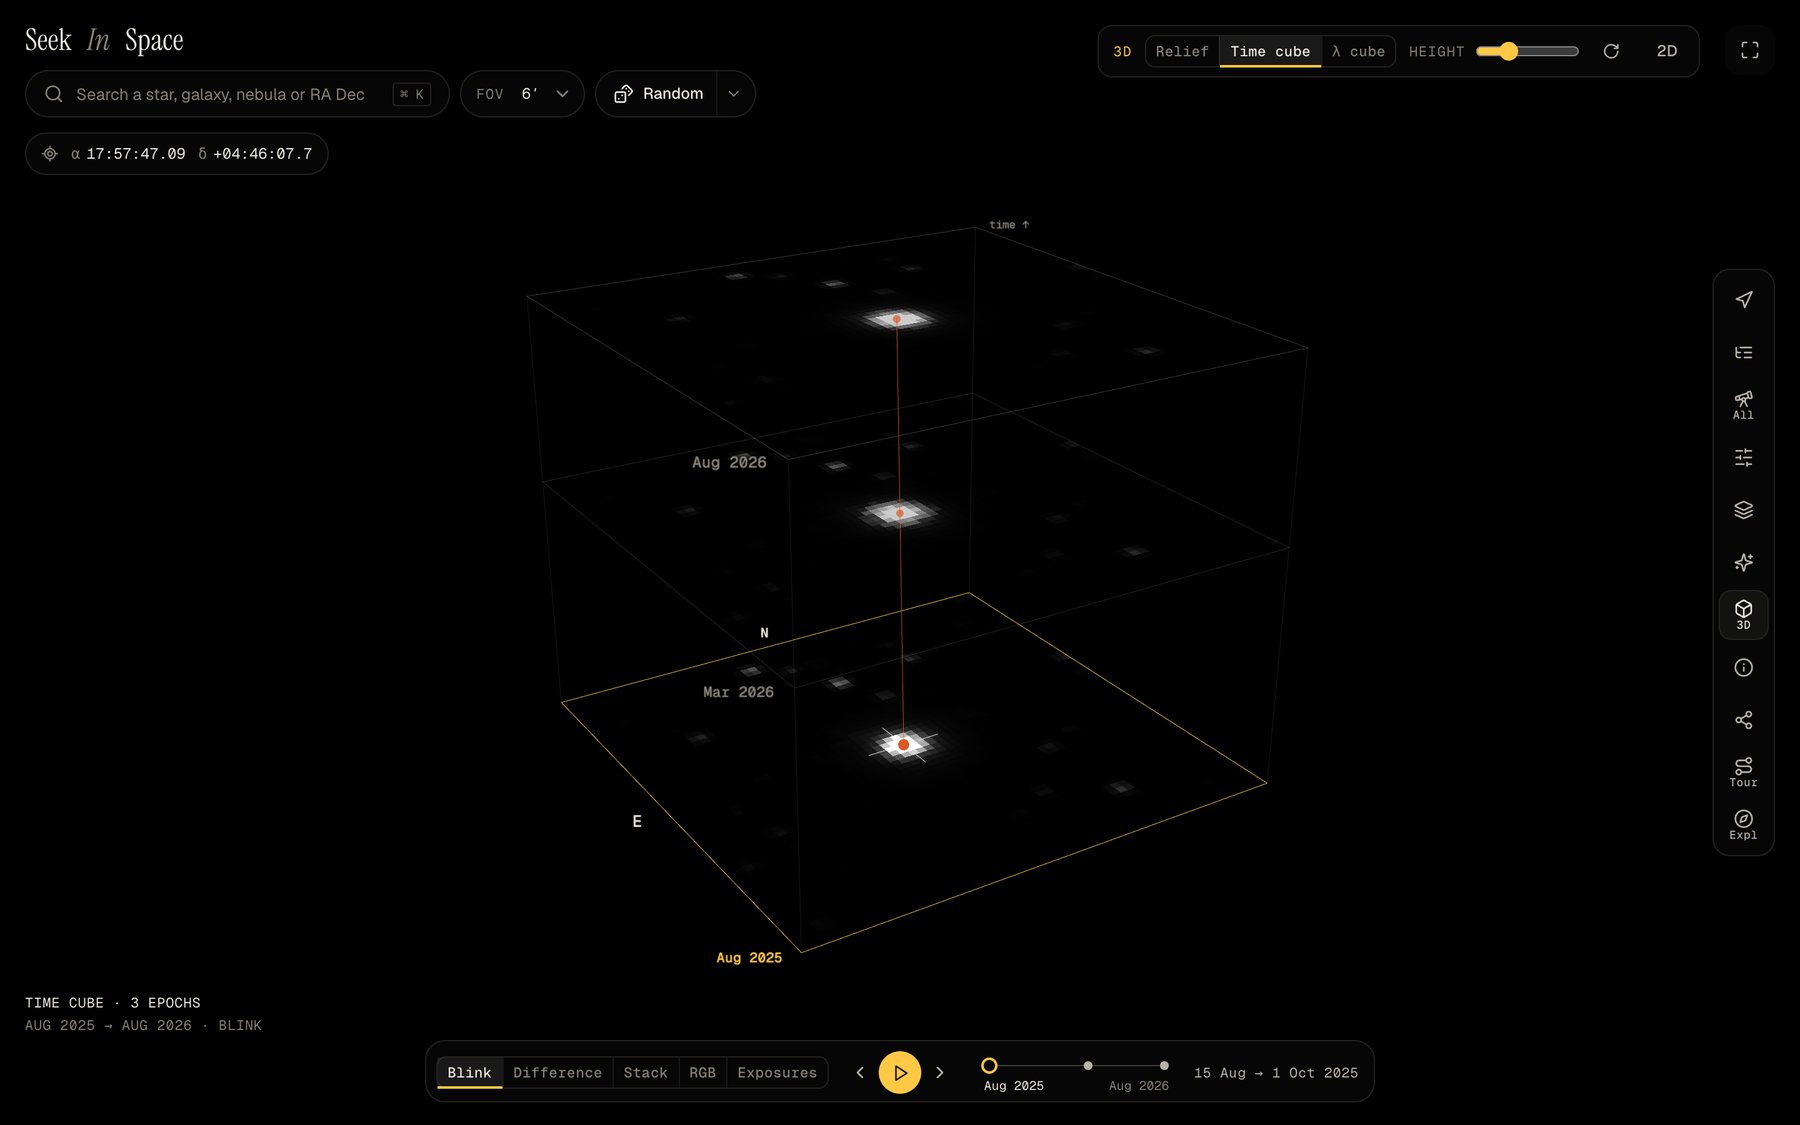 Seek In Space
3D Relief Time cube λ cube HEIGHT 2D
Search a star, galaxy, nebula or RA Dec ⌘ K FOV 6′ Random
α 17:57:47.09 δ +04:46:07.7
time ↑
All
Aug 2026
3D
N
Mar 2026
Tour
E
Expl
Aug 2025
TIME CUBE · 3 EPOCHS
AUG 2025 → AUG 2026 · BLINK
Blink Difference Stack RGB Exposures 15 Aug → 1 Oct 2025
Aug 2025 Aug 2026